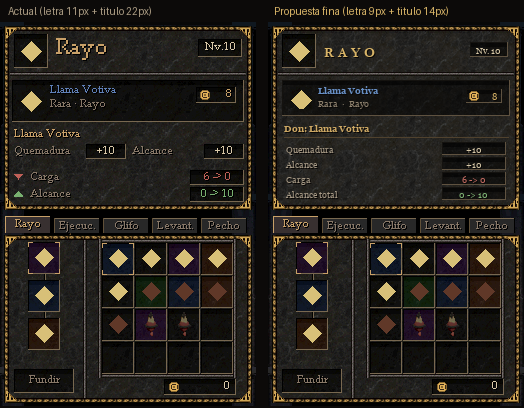 Actual (letra 11px + titulo 22px)
Rayo
Nv.10
Llama Votiva
Rara · Rayo
8
Llama Votiva
Quemadura +10 Alcance +10
Carga 6 -> 0
Alcance 0 -> 10
Rayo Ejecuc. Glifo Levant. Pecho
Fundir
0
Propuesta fina (letra 9px + titulo 14px)
RAYO
Nv. 10
Llama Votiva
Rara · Rayo
8
Don: Llama Votiva
Quemadura +10
Alcance +10
Carga 6 -> 0
Alcance total 0 -> 10
Rayo Ejecuc. Glifo Levant. Pecho
Fundir
0